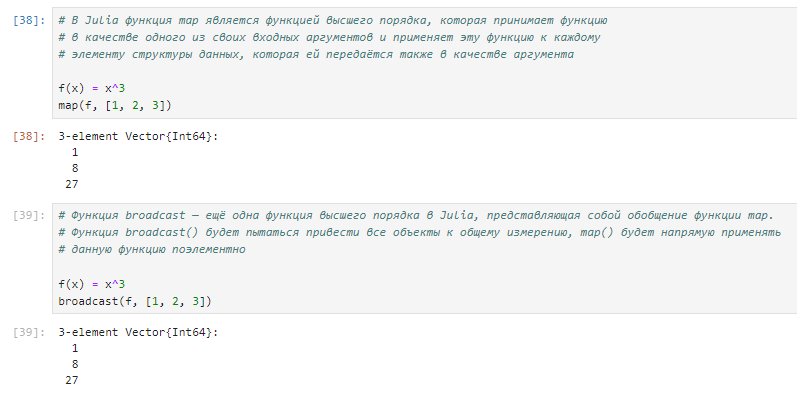 [38]: # В Julia функция map является функцией высшего порядка, которая принимает функцию
# в качестве одного из своих входных аргументов и применяет эту функцию к каждому
# элементу структуры данных, которая ей передаётся также в качестве аргумента
f(x) = x^3
map(f, [1, 2, 3])
[38]: 3-element Vector{Int64}:
1
8
27
[39]: # Функция broadcast — ещё одна функция высшего порядка в Julia, представляющая собой обобщение функции map.
# Функция broadcast() будет пытаться привести все объекты к общему измерению, map() будет напрямую применять
# данную функцию поэлементно
f(x) = x^3
broadcast(f, [1, 2, 3])
[39]: 3-element Vector{Int64}:
1
8
27